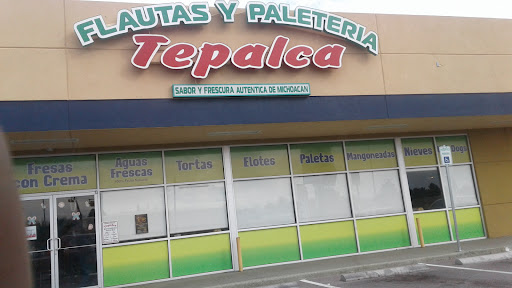 FLAUTAS Y PALETERIA
Tepalca
SABOR Y FRESCURA AUTENTICA DE MICHOACAN
Fresas con Crema
Aguas Frescas
Tortas
Elotes
Paletas
Mangoneadas
Nieves